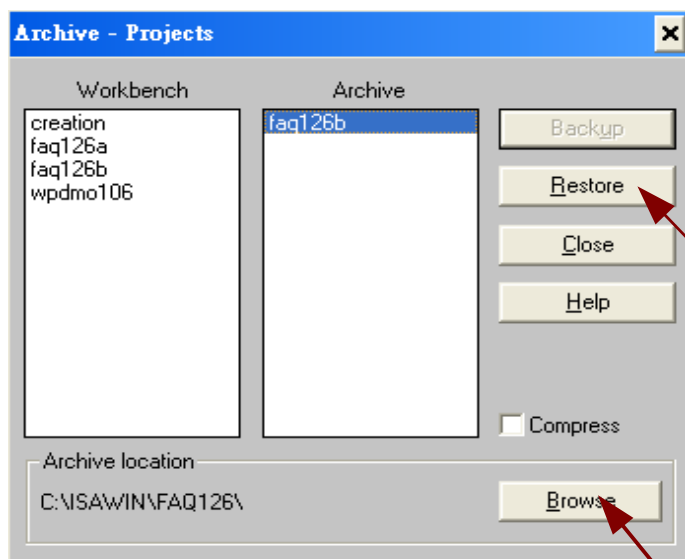 Archive - Projects
Workbench
Archive
creation
faq126a
faq126b
wpdmo106
faq126b
Backup
Restore
Close
Help
Compress
Archive location
C:\ISAWIN\FAQ126\
Browse